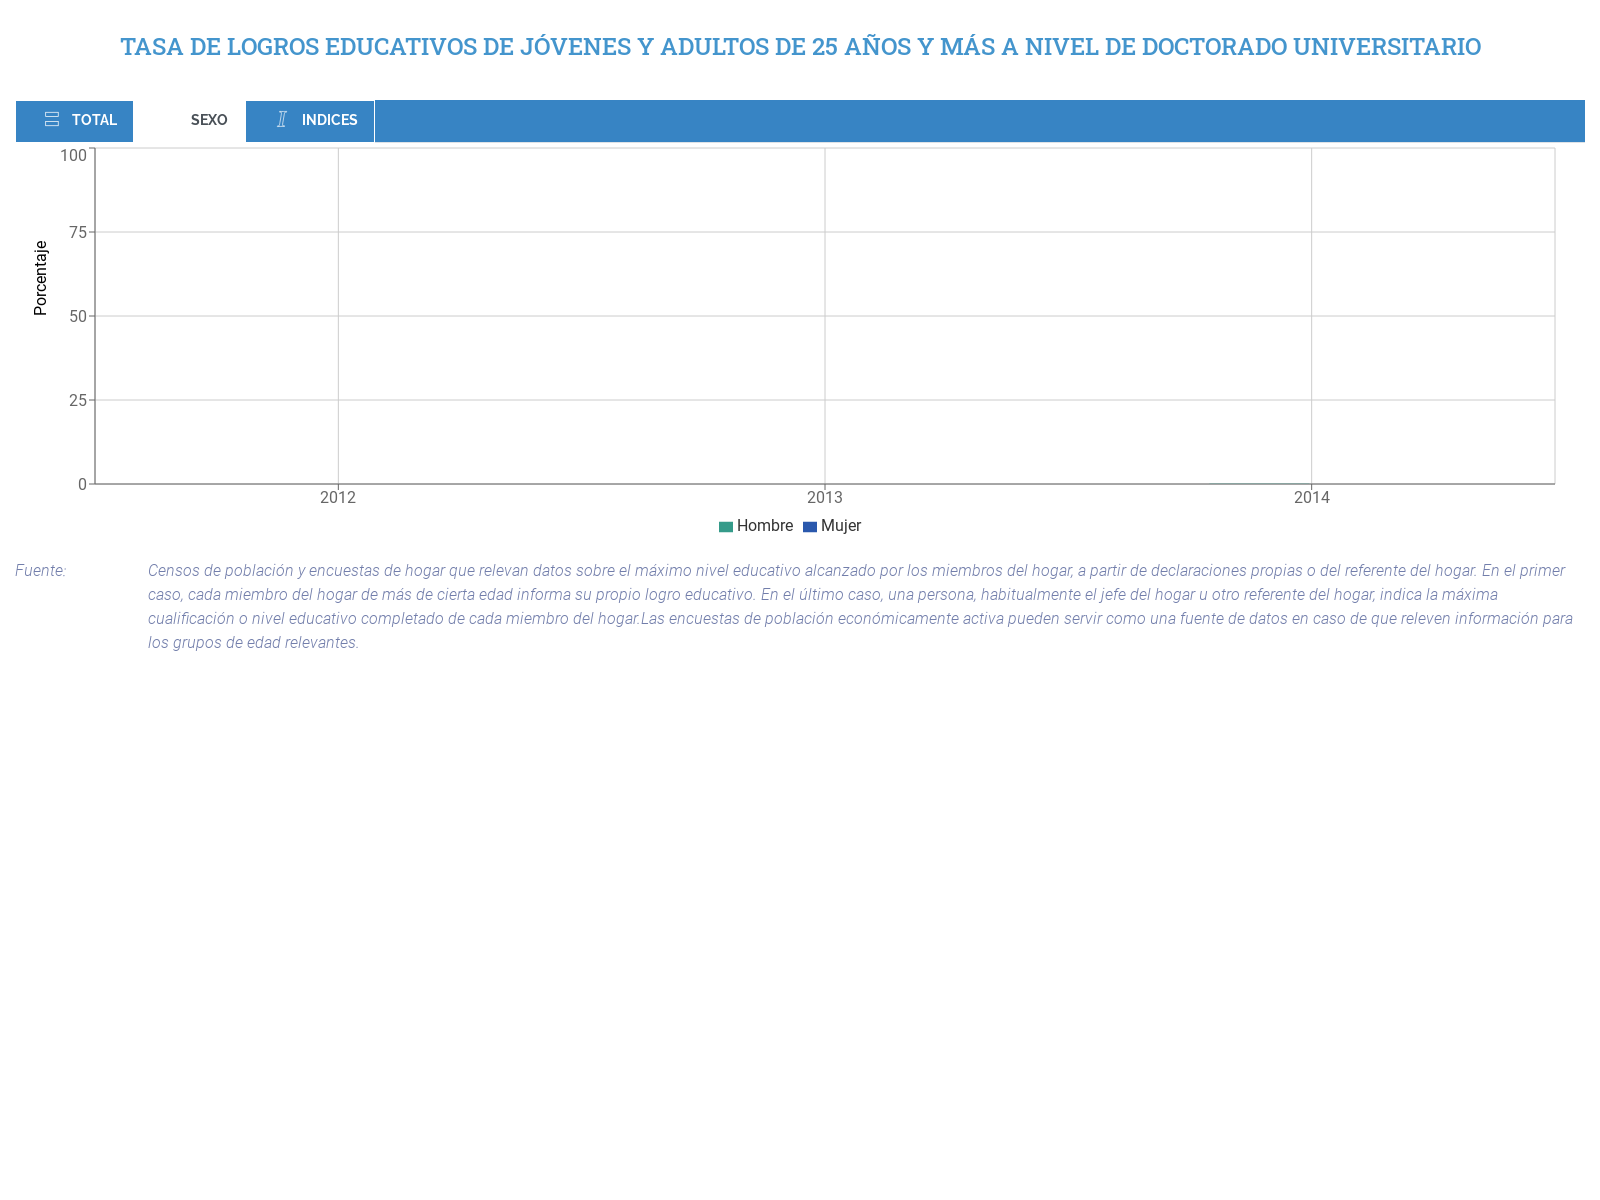 TASA DE LOGROS EDUCATIVOS DE JÓVENES Y ADULTOS DE 25 AÑOS Y MÁS A NIVEL DE DOCTORADO UNIVERSITARIO
TOTAL
SEXO
INDICES
100
75
50
25
0
Porcentaje
2012
2013
2014
Hombre
Mujer
Fuente:
Censos de población y encuestas de hogar que relevan datos sobre el máximo nivel educativo alcanzado por los miembros del hogar, a partir de declaraciones propias o del referente del hogar. En el primer
caso, cada miembro del hogar de más de cierta edad informa su propio logro educativo. En el último caso, una persona, habitualmente el jefe del hogar u otro referente del hogar, indica la máxima
cualificación o nivel educativo completado de cada miembro del hogar.Las encuestas de población económicamente activa pueden servir como una fuente de datos en caso de que releven información para
los grupos de edad relevantes.